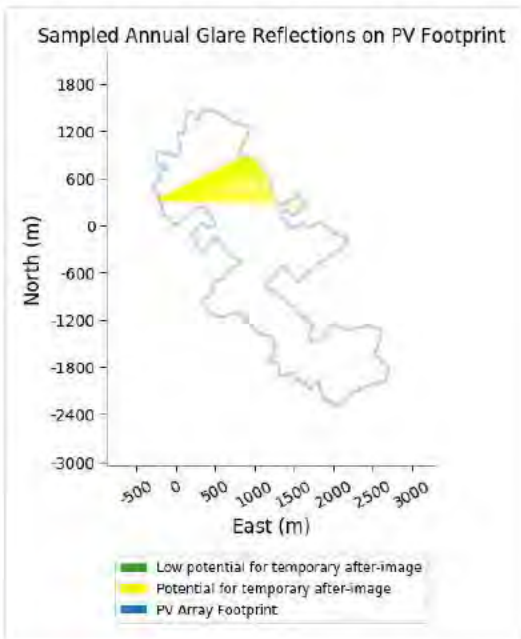 Sampled Annual Glare Reflections on PV Footprint
1800
1200
600
0
-600
-1200
-1800
-2400
-3000
North (m)
-500
0
500
1000
1500
2000
2500
3000
East (m)
Low potential for temporary after-image
Potential for temporary after-image
PV Array Footprint